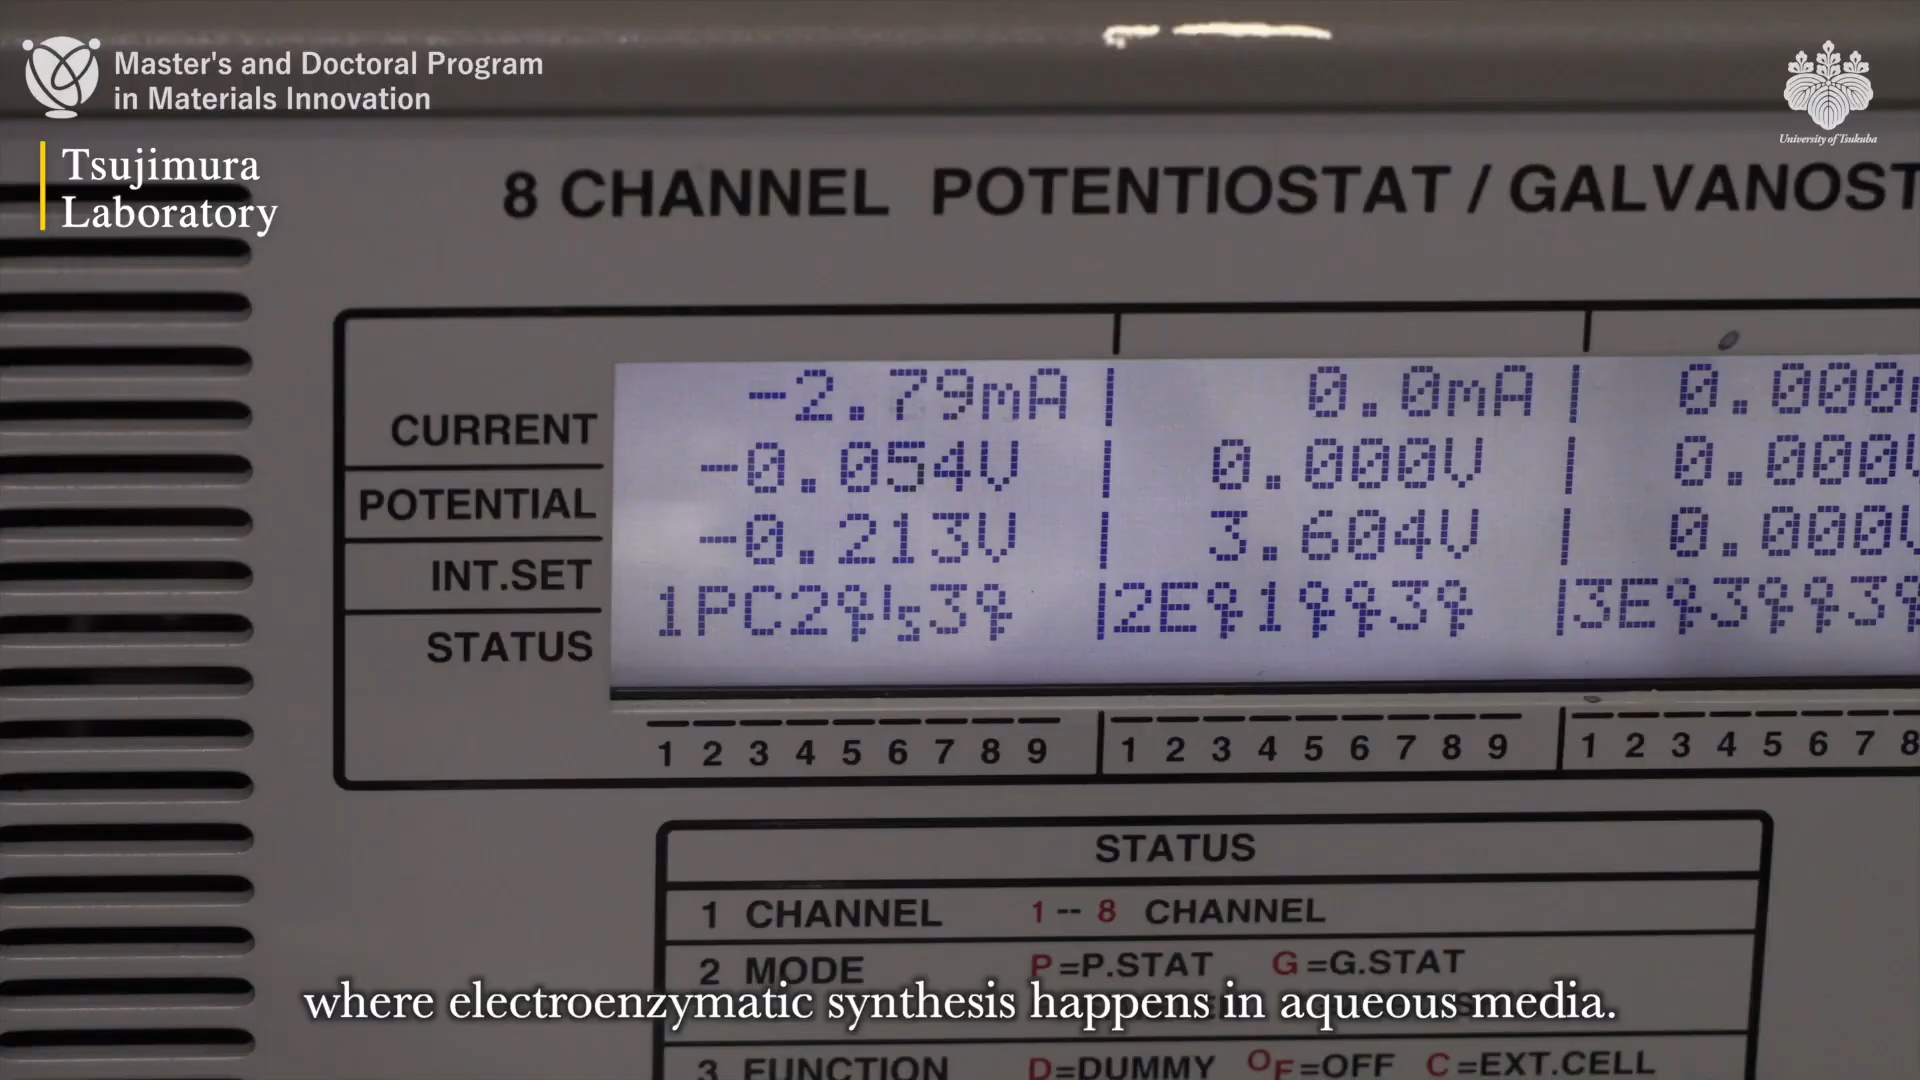 Master's and Doctoral Program
in Materials Innovation
University of Tsukuba
Tsujimura
Laboratory
8 CHANNEL POTENTIOSTAT / GALVANOST
CURRENT
POTENTIAL
INT.SET
STATUS
-2.79mA | 0.0mA | 0.000
-0.054V | 0.000V | 0.000V
-0.213V | 3.604V | 0.000V
1 2 3 4 5 6 7 8 9 | 1 2 3 4 5 6 7 8 9 | 1 2 3 4 5 6 7 8
STATUS
1 CHANNEL 1 -- 8 CHANNEL
2 MODE P=P.STAT G=G.STAT
where electroenzymatic synthesis happens in aqueous media.
3 FUNCTION D=DUMMY OF=OFF C=EXT.CELL